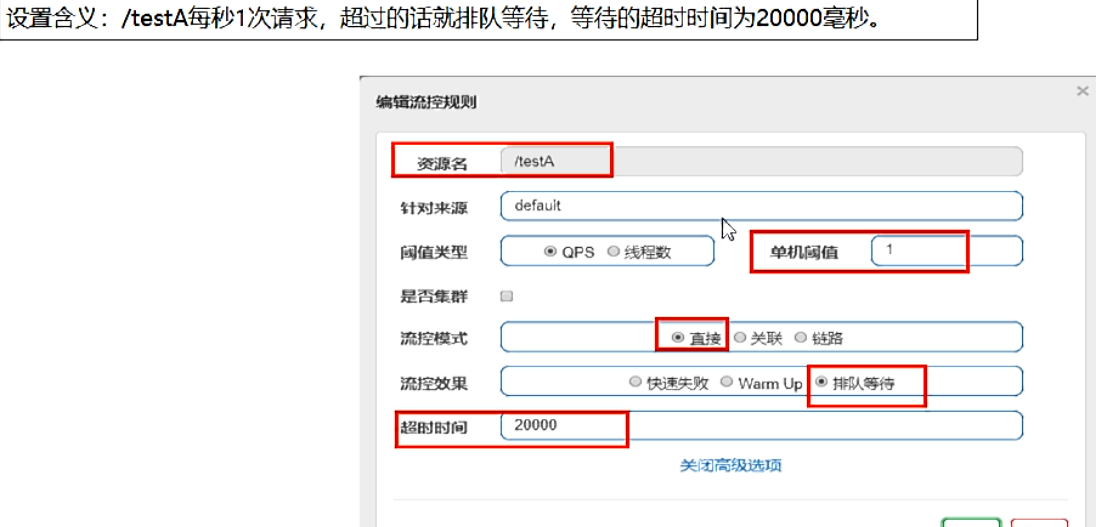 设置含义：/testA每秒1次请求，超过的话就排队等待，等待的超时时间为20000毫秒。
编辑流控规则 ×
资源名 /testA
针对来源 default
阈值类型 QPS 线程数 单机阈值 1
是否集群
流控模式 直接 关联 链路
流控效果 快速失败 Warm Up 排队等待
超时时间 20000
关闭高级选项